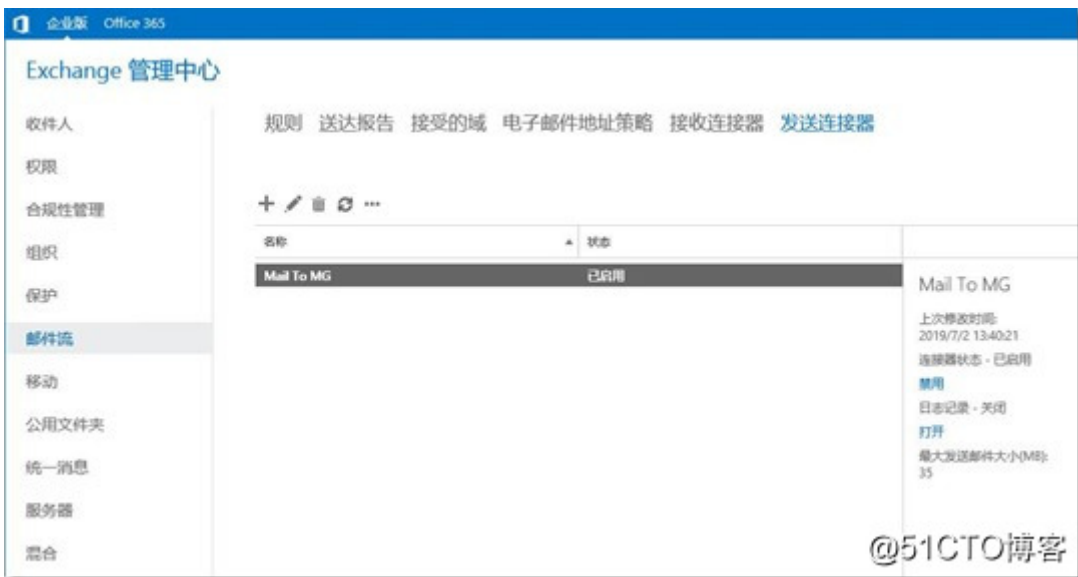 企业版 Office 365
Exchange 管理中心
收件人
权限
合规性管理
组织
保护
邮件流
移动
公用文件夹
统一消息
服务器
混合
规则 送达报告 接受的域 电子邮件地址策略 接收连接器 发送连接器
名称 状态
Mail To MG 已启用
Mail To MG
上次修改时间:
2019/7/2 13:40:21
连接器状态 - 已启用
禁用
日志记录 - 关闭
打开
最大发送邮件大小(MB):
35
@51CTO博客